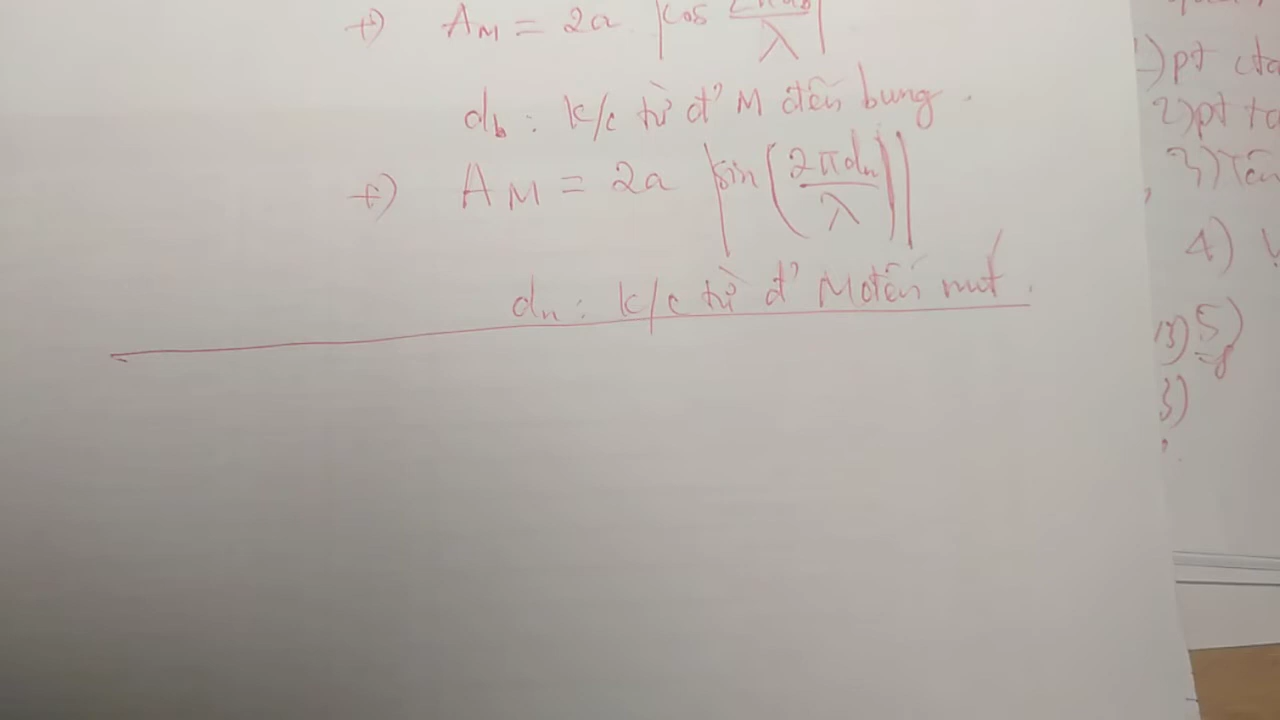 +) A_M = 2a |cos 2πd_b/λ|
d_b : k/c từ đ' M đến bụng.
+) A_M = 2a |sin(2πd_n/λ)|
d_n : k/c từ đ' M đến nút.
1) pt
2) pt
3)
4)
5)
3)